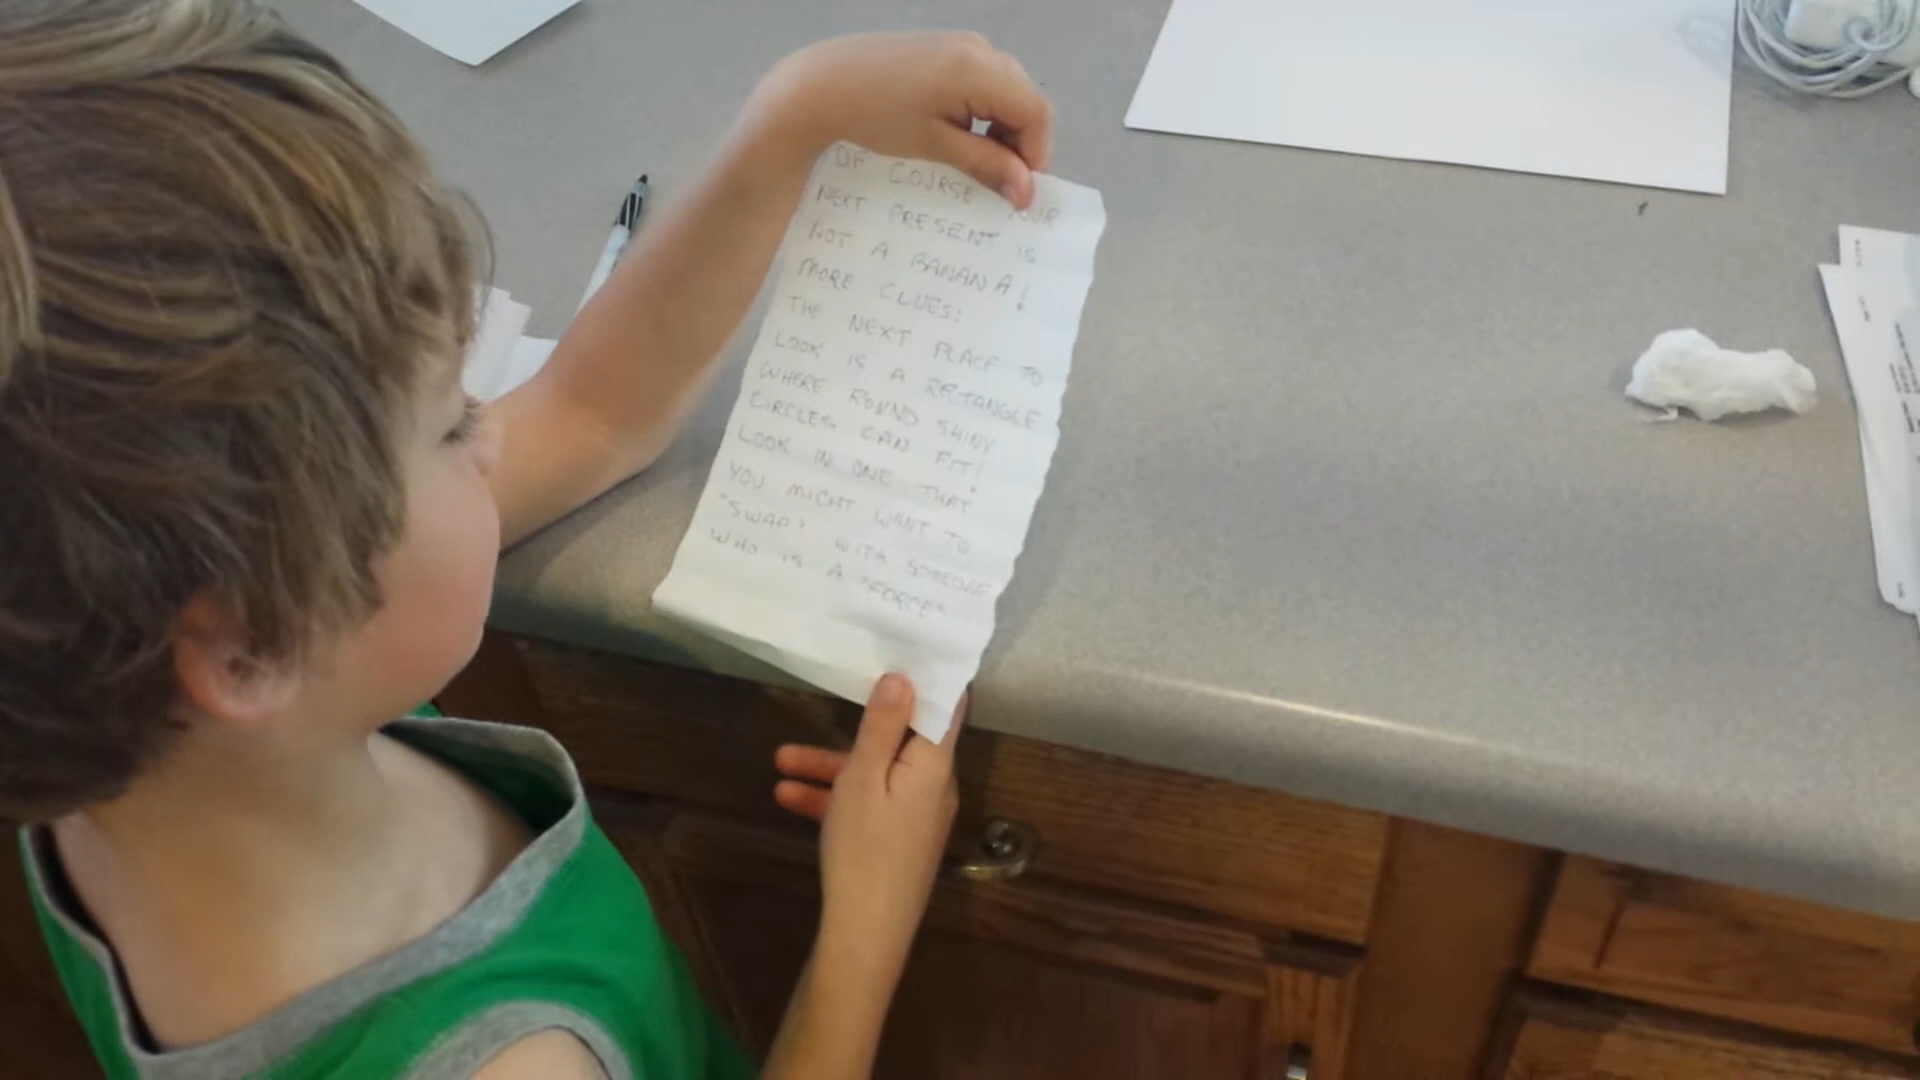 OF COURSE YOUR
NEXT PRESENT IS
NOT A BANANA!
MORE CLUES:
THE NEXT PLACE TO
LOOK IS A RECTANGLE
WHERE ROUND SHINY
CIRCLES CAN FIT!
LOOK IN ONE THAT
YOU MIGHT WANT TO
"SWAP" WITH SOMEONE
WHO IS A "FORCE"